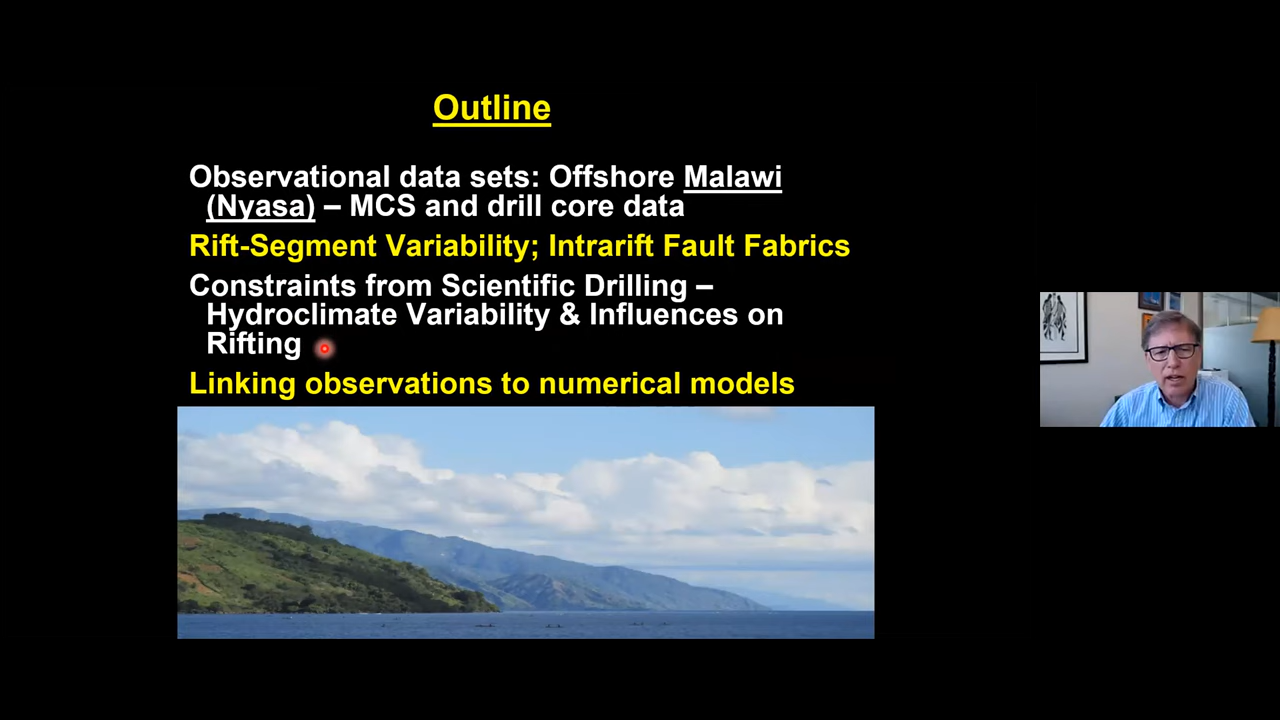 Outline
Observational data sets: Offshore Malawi
(Nyasa) – MCS and drill core data
Rift-Segment Variability; Intrarift Fault Fabrics
Constraints from Scientific Drilling –
Hydroclimate Variability & Influences on
Rifting
Linking observations to numerical models